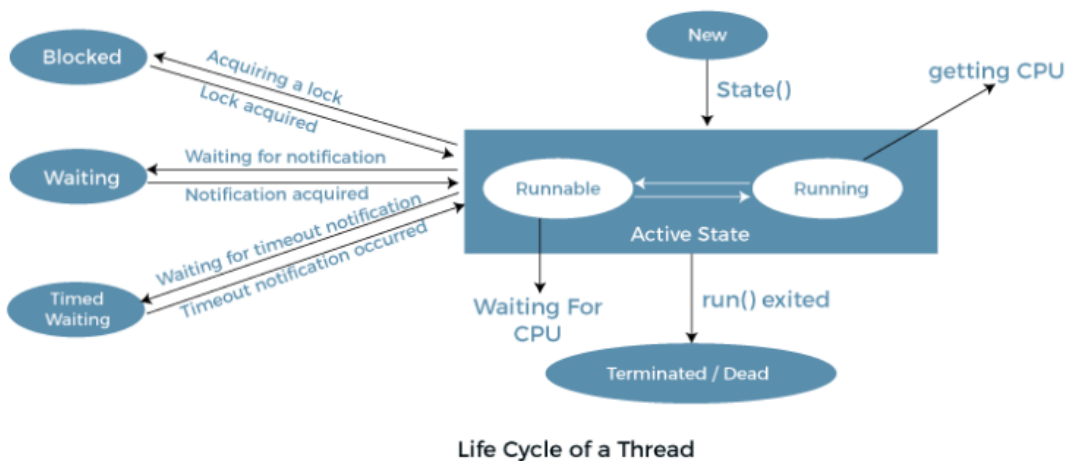 New
Blocked
Acquiring a lock
Lock acquired
State()
getting CPU
Waiting
Waiting for notification
Notification acquired
Runnable
Running
Active State
Timed
Waiting
Waiting for timeout notification
Timeout notification occurred
Waiting For
CPU
run() exited
Terminated / Dead
Life Cycle of a Thread